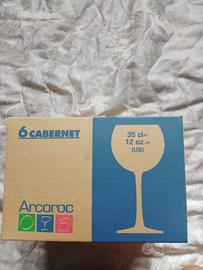 6 CABERNET
35 cl℮
12 oz.℮
(US)
Arcoroc